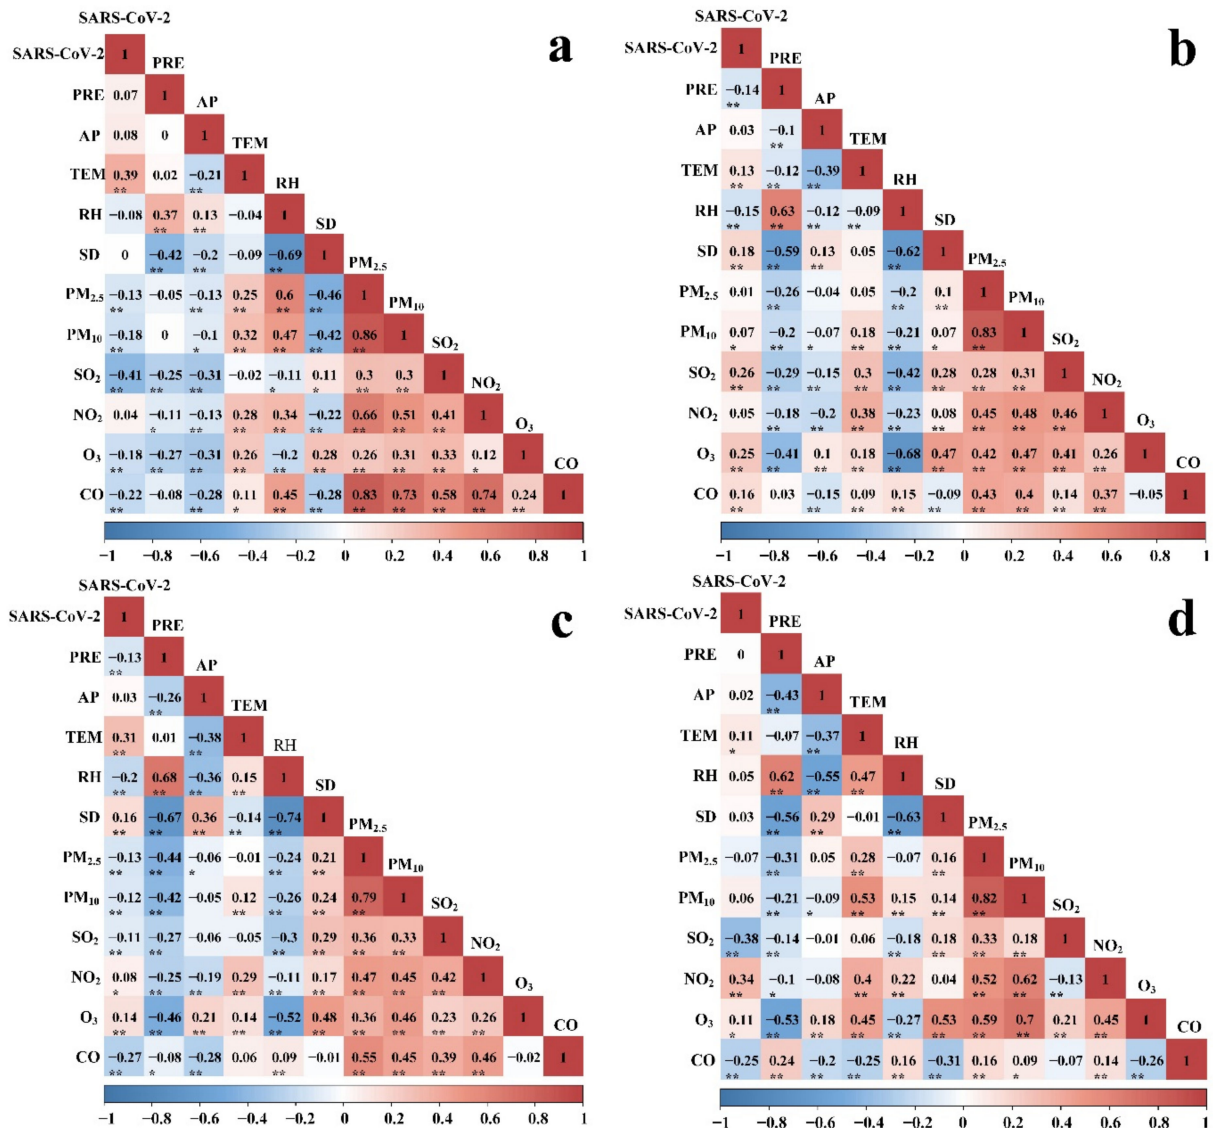 SARS-CoV-2
SARS-CoV-2 1 PRE
a
PRE 0.07 1 AP
AP 0.08 0 1 TEM
TEM 0.39 0.02 −0.21 1 RH
** **
RH −0.08 0.37 0.13 −0.04 1 SD
** **
SD 0 −0.42 −0.2 −0.09 −0.69 1 PM2.5
** ** **
PM2.5 −0.13 −0.05 −0.13 0.25 0.6 −0.46 1 PM10
** ** ** ** **
PM10 −0.18 0 −0.1 0.32 0.47 −0.42 0.86 1 SO2
** * ** ** ** **
SO2 −0.41 −0.25 −0.31 −0.02 −0.11 0.11 0.3 0.3 1 NO2
** ** ** * * ** **
NO2 0.04 −0.11 −0.13 0.28 0.34 −0.22 0.66 0.51 0.41 1 O3
* ** ** ** ** ** ** **
O3 −0.18 −0.27 −0.31 0.26 −0.2 0.28 0.26 0.31 0.33 0.12 1 CO
** ** ** ** ** ** ** ** ** *
CO −0.22 −0.08 −0.28 0.11 0.45 −0.28 0.83 0.73 0.58 0.74 0.24 1
** ** * ** ** ** ** ** ** **
−1 −0.8 −0.6 −0.4 −0.2 0 0.2 0.4 0.6 0.8 1
SARS-CoV-2
SARS-CoV-2 1 PRE
b
PRE −0.14 1 AP
**
AP 0.03 −0.1 1 TEM
**
TEM 0.13 −0.12 −0.39 1 RH
** ** **
RH −0.15 0.63 −0.12 −0.09 1 SD
** ** ** **
SD 0.18 −0.59 0.13 0.05 −0.62 1 PM2.5
** ** ** **
PM2.5 0.01 −0.26 −0.04 0.05 −0.2 0.1 1 PM10
** ** **
PM10 0.07 −0.2 −0.07 0.18 −0.21 0.07 0.83 1 SO2
* ** * ** ** * **
SO2 0.26 −0.29 −0.15 0.3 −0.42 0.28 0.28 0.31 1 NO2
** ** ** ** ** ** ** **
NO2 0.05 −0.18 −0.2 0.38 −0.23 0.08 0.45 0.48 0.46 1 O3
** ** ** ** ** ** ** **
O3 0.25 −0.41 0.1 0.18 −0.68 0.47 0.42 0.47 0.41 0.26 1 CO
** ** ** ** ** ** ** ** ** **
CO 0.16 0.03 −0.15 0.09 0.15 −0.09 0.43 0.4 0.14 0.37 −0.05 1
** ** ** ** ** ** ** ** **
−1 −0.8 −0.6 −0.4 −0.2 0 0.2 0.4 0.6 0.8 1
SARS-CoV-2
SARS-CoV-2 1 PRE
c
PRE −0.13 1 AP
**
AP 0.03 −0.26 1 TEM
**
TEM 0.31 0.01 −0.38 1 RH
** **
RH −0.2 0.68 −0.36 0.15 1 SD
** ** ** **
SD 0.16 −0.67 0.36 −0.14 −0.74 1 PM2.5
** ** ** ** **
PM2.5 −0.13 −0.44 −0.06 −0.01 −0.24 0.21 1 PM10
** ** * ** **
PM10 −0.12 −0.42 −0.05 0.12 −0.26 0.24 0.79 1 SO2
** ** ** ** ** **
SO2 −0.11 −0.27 −0.06 −0.05 −0.3 0.29 0.36 0.33 1 NO2
** ** ** ** ** **
NO2 0.08 −0.25 −0.19 0.29 −0.11 0.17 0.47 0.45 0.42 1 O3
* ** ** ** ** ** ** ** **
O3 0.14 −0.46 0.21 0.14 −0.52 0.48 0.36 0.46 0.23 0.26 1 CO
** ** ** ** ** ** ** ** ** **
CO −0.27 −0.08 −0.28 0.06 0.09 −0.01 0.55 0.45 0.39 0.46 −0.02 1
** * ** ** ** ** ** **
−1 −0.8 −0.6 −0.4 −0.2 0 0.2 0.4 0.6 0.8 1
SARS-CoV-2
SARS-CoV-2 1 PRE
d
PRE 0 1 AP
AP 0.02 −0.43 1 TEM
**
TEM 0.11 −0.07 −0.37 1 RH
* **
RH 0.05 0.62 −0.55 0.47 1 SD
** ** **
SD 0.03 −0.56 0.29 −0.01 −0.63 1 PM2.5
** ** **
PM2.5 −0.07 −0.31 0.05 0.28 −0.07 0.16 1 PM10
** ** **
PM10 0.06 −0.21 −0.09 0.53 0.15 0.14 0.82 1 SO2
** * ** ** ** **
SO2 −0.38 −0.14 −0.01 0.06 −0.18 0.18 0.33 0.18 1 NO2
** ** ** ** ** **
NO2 0.34 −0.1 −0.08 0.4 0.22 0.04 0.52 0.62 −0.13 1 O3
** * ** ** ** ** **
O3 0.11 −0.53 0.18 0.45 −0.27 0.53 0.59 0.7 0.21 0.45 1 CO
* ** ** ** ** ** ** ** ** **
CO −0.25 0.24 −0.2 −0.25 0.16 −0.31 0.16 0.09 −0.07 0.14 −0.26 1
** ** ** ** ** ** ** * ** **
−1 −0.8 −0.6 −0.4 −0.2 0 0.2 0.4 0.6 0.8 1